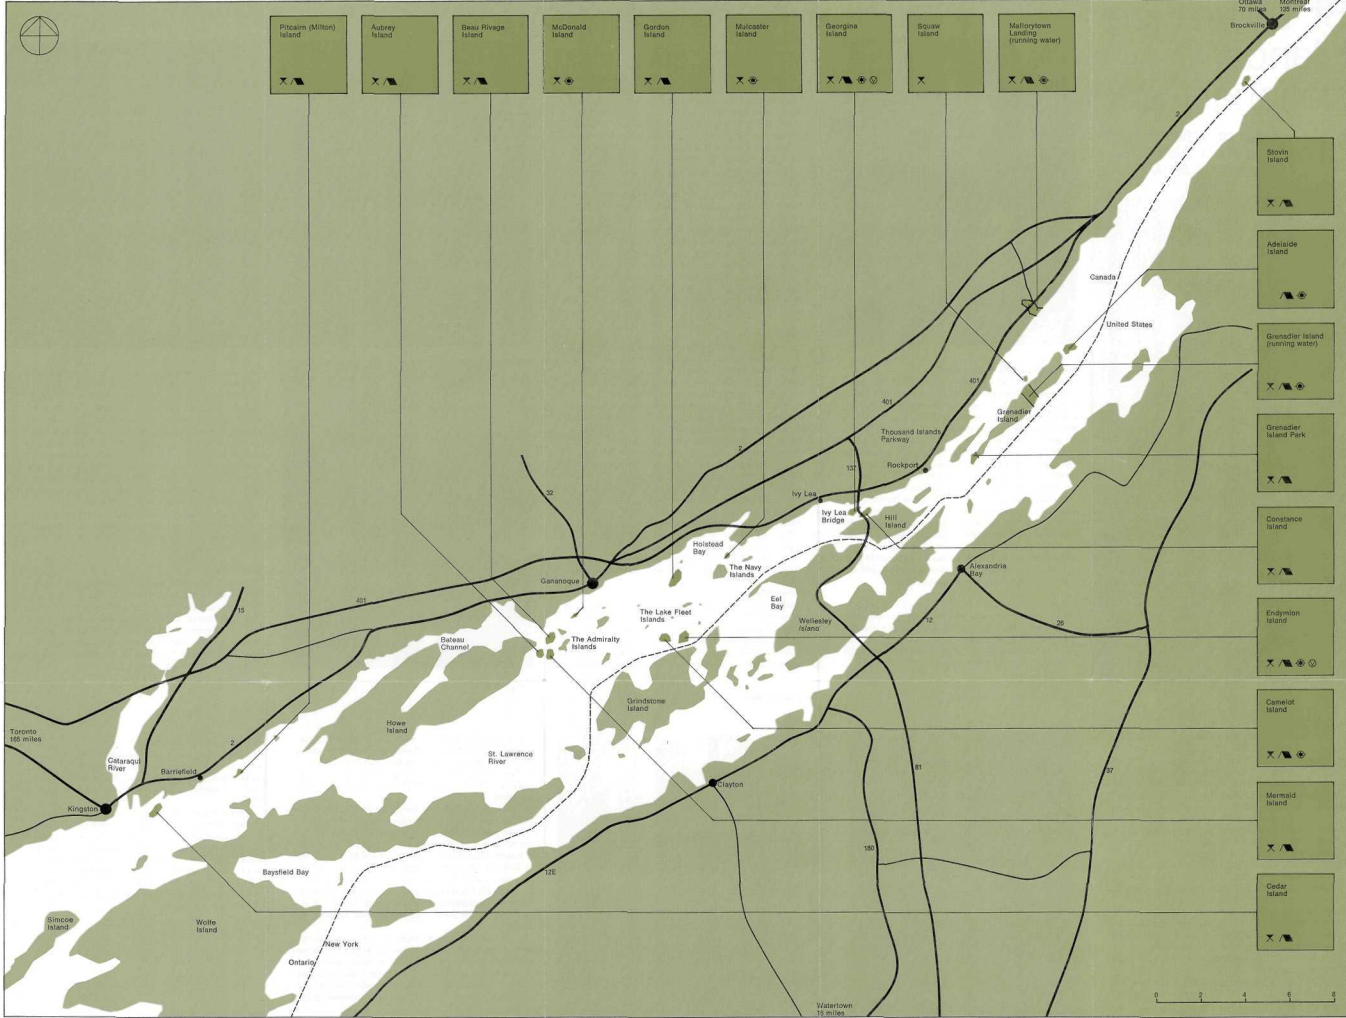 Pitcairn (Milton)
Island
Aubrey
Island
Beau Rivage
Island
McDonald
Island
Gordon
Island
Mulcaster
Island
Georgina
Island
Squaw
Island
Mallorytown
Landing
(running water)
Ottawa
70 miles
Montreal
135 miles
Brockville
2
Stovin
Island
Adelaide
Island
Canada
United States
Grenadier Island
(running water)
401
401
Grenadier
Island
Thousand Islands
Parkway
2
Grenadier
Island Park
137
Rockport
32
Ivy Lea
Ivy Lea
Bridge
Hill
Island
Constance
Island
Holstead
Bay
The Navy
Islands
Gananoque
Alexandria
Bay
15
401
Eel
Bay
The Lake Fleet
Islands
Wellesley
Island
12
26
Endymion
Island
Bateau
Channel
The Admiralty
Islands
Grindstone
Island
Camelot
Island
Howe
Island
Toronto
165 miles
2
St. Lawrence
River
Cataraqui
River
Barriefield
81
37
Clayton
Mermaid
Island
Kingston
180
12E
Baysfield Bay
Cedar
Island
Simcoe
Island
Wolfe
Island
New York
Ontario
Watertown
15 miles
0 2 4 6 8